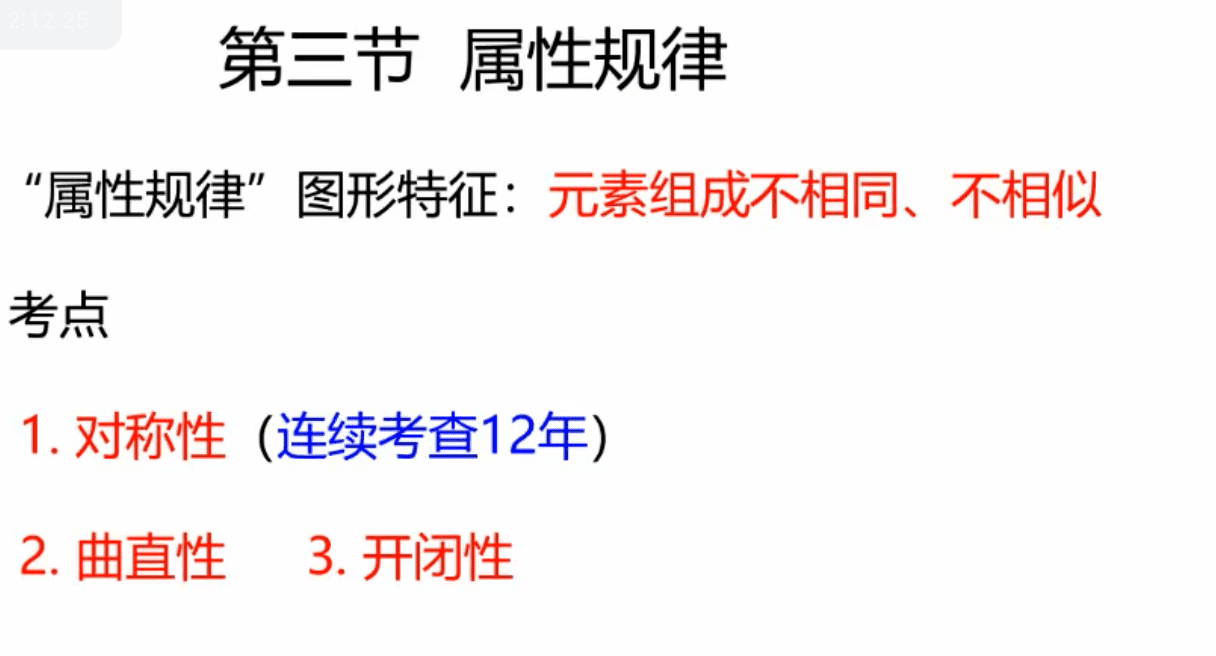 2:12:25
第三节 属性规律
“属性规律”图形特征：元素组成不相同、不相似
考点
1. 对称性（连续考查12年）
2. 曲直性 3. 开闭性